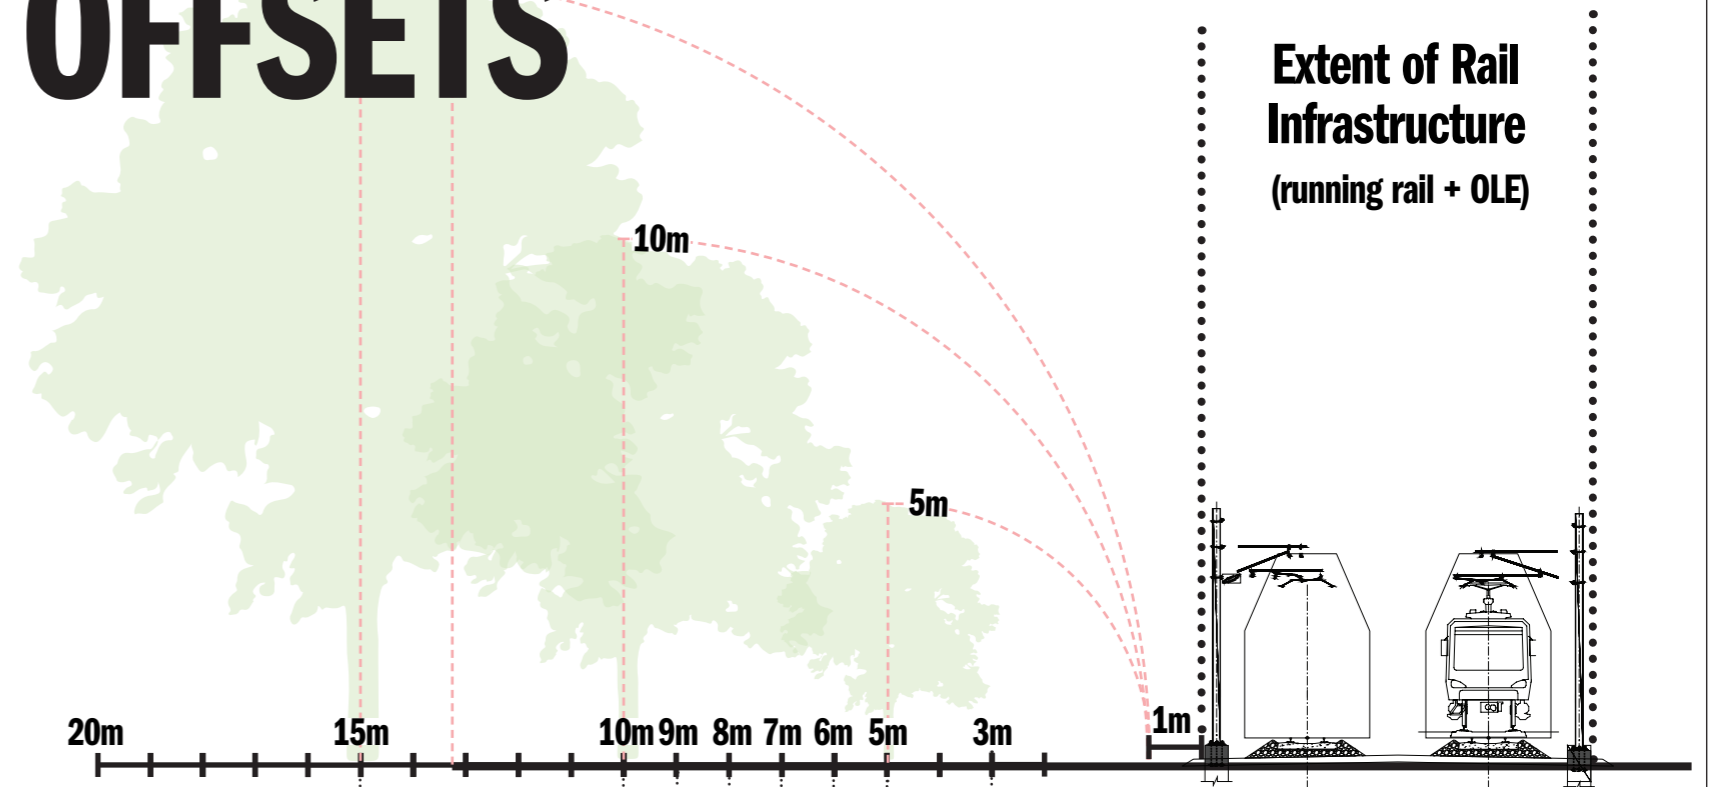 OFFSETS
Extent of Rail
Infrastructure
(running rail + OLE)
10m
5m
1m
20m 15m 10m 9m 8m 7m 6m 5m 3m